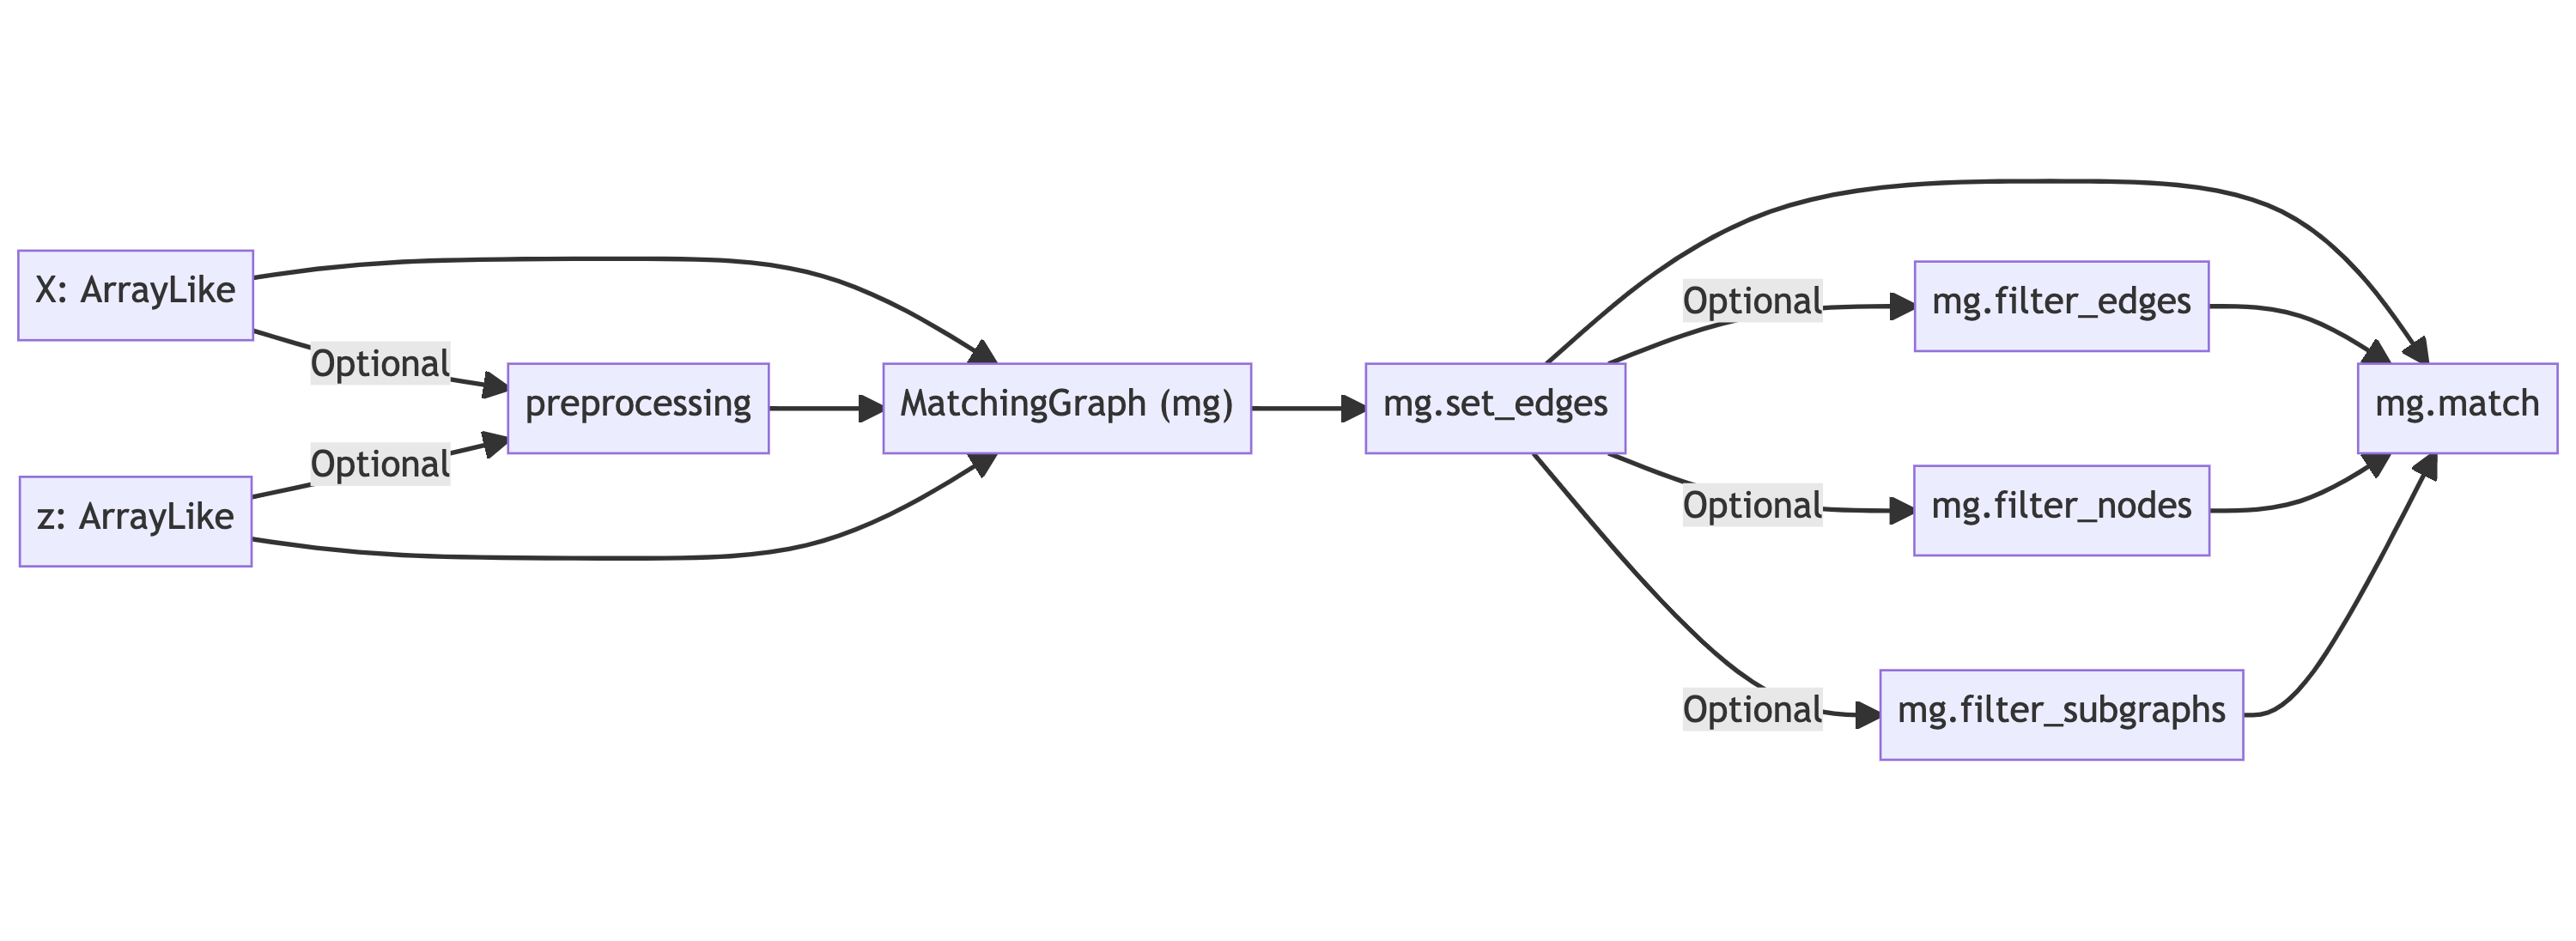 X: ArrayLike
Optional
Optional
z: ArrayLike
preprocessing
MatchingGraph (mg)
mg.set_edges
Optional
Optional
Optional
mg.filter_edges
mg.filter_nodes
mg.filter_subgraphs
mg.match